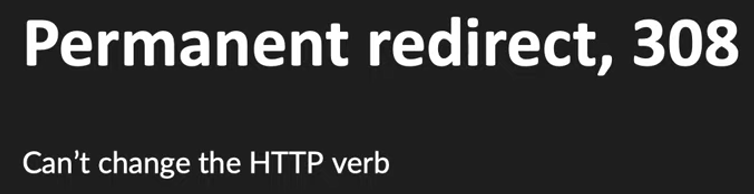 Permanent redirect, 308
Can’t change the HTTP verb